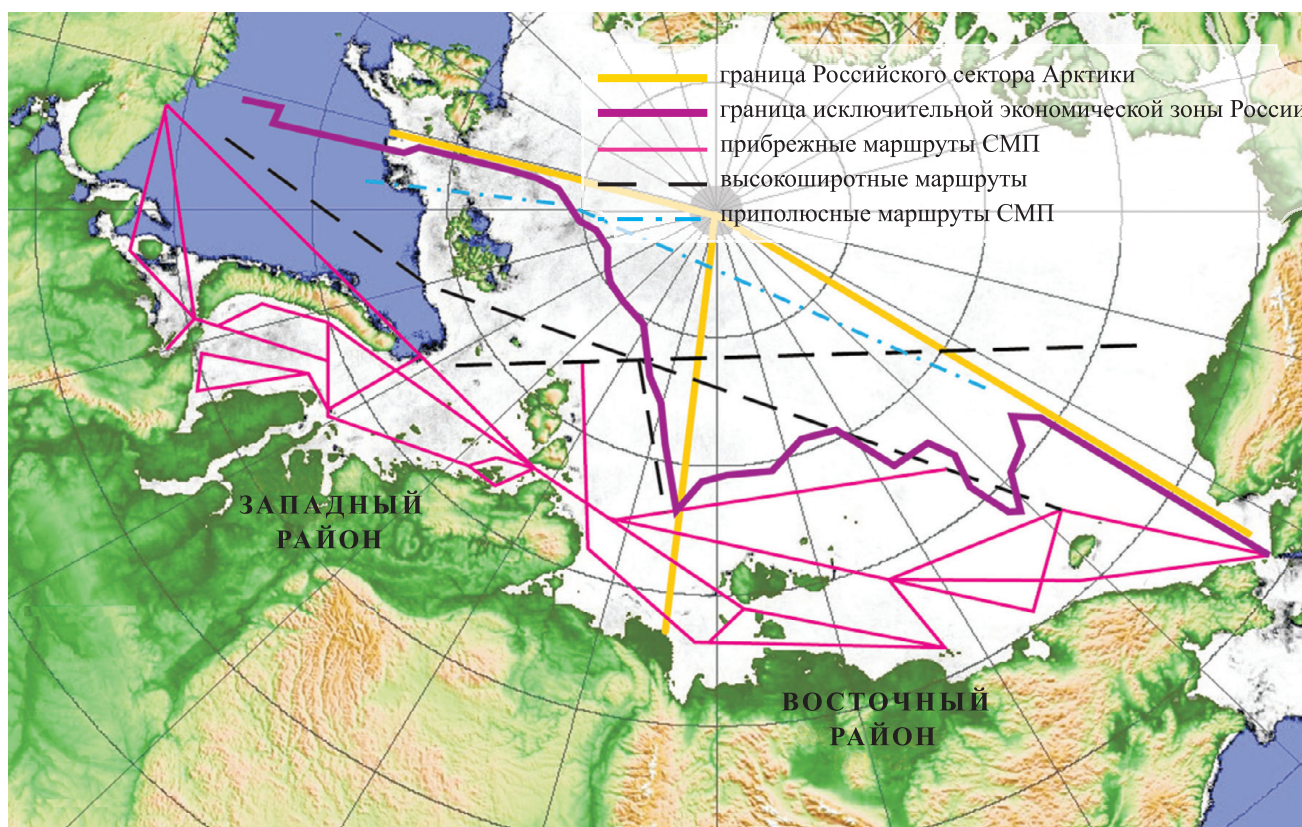 граница Российского сектора Арктики
граница исключительной экономической зоны России
прибрежные маршруты СМП
высокоширотные маршруты
приполюсные маршруты СМП
ЗАПАДНЫЙ
РАЙОН
ВОСТОЧНЫЙ
РАЙОН